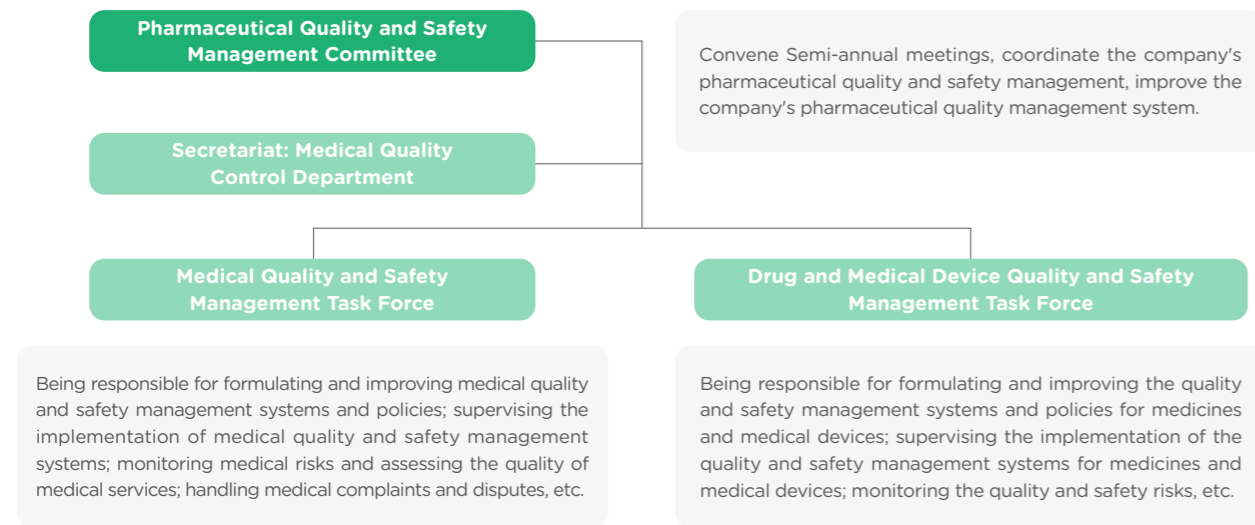 Pharmaceutical Quality and Safety
Management Committee
Convene Semi-annual meetings, coordinate the company's
pharmaceutical quality and safety management, improve the
company's pharmaceutical quality management system.
Secretariat: Medical Quality
Control Department
Medical Quality and Safety
Management Task Force
Drug and Medical Device Quality and Safety
Management Task Force
Being responsible for formulating and improving medical quality
and safety management systems and policies; supervising the
implementation of medical quality and safety management
systems; monitoring medical risks and assessing the quality of
medical services; handling medical complaints and disputes, etc.
Being responsible for formulating and improving the quality
and safety management systems and policies for medicines
and medical devices; supervising the implementation of the
quality and safety management systems for medicines and
medical devices; monitoring the quality and safety risks, etc.